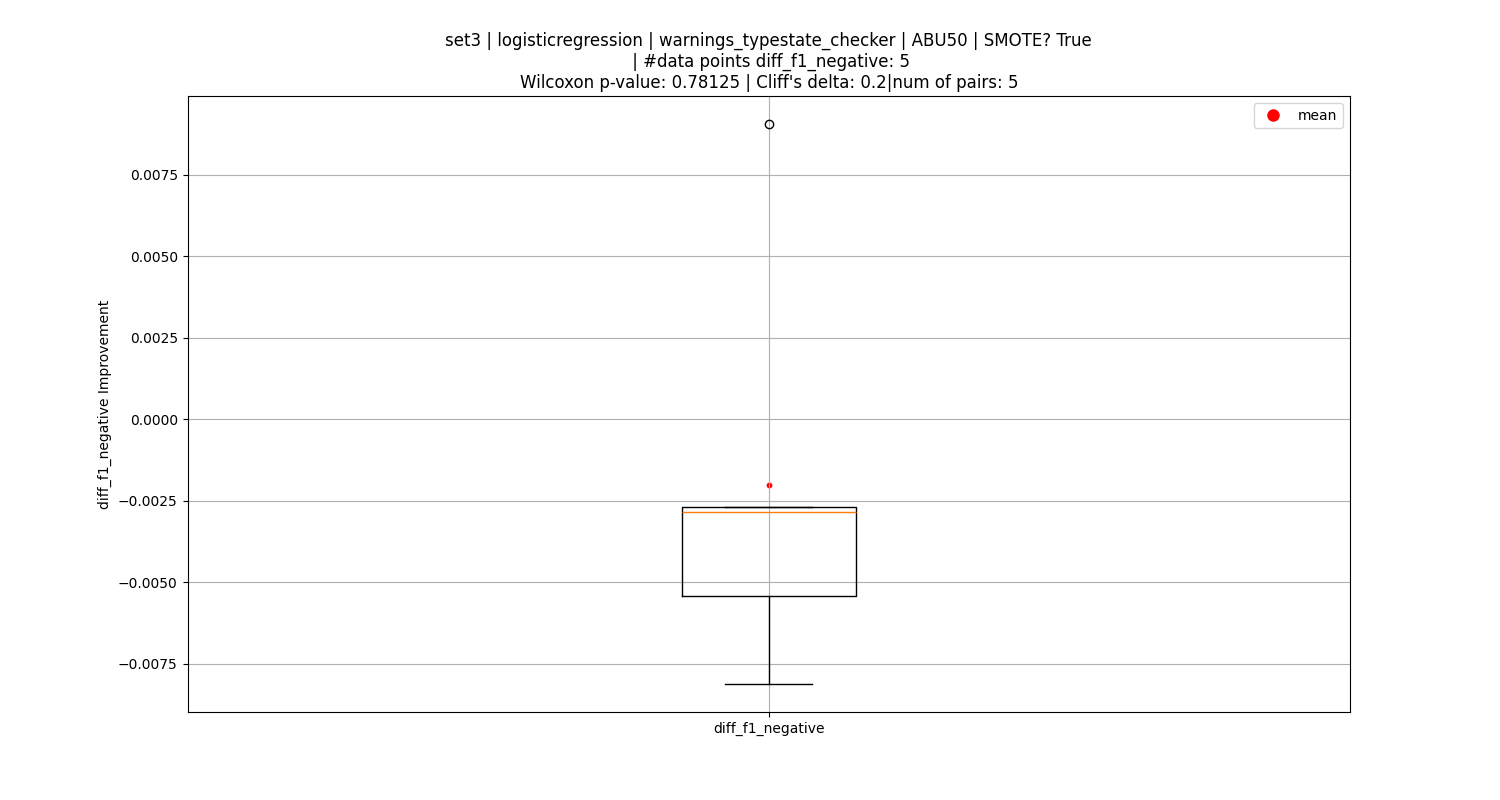 set3 | logisticregression | warnings_typestate_checker | ABU50 | SMOTE? True
| #data points diff_f1_negative: 5
Wilcoxon p-value: 0.78125 | Cliff's delta: 0.2|num of pairs: 5
mean
0.0075
0.0050
0.0025
0.0000
−0.0025
−0.0050
−0.0075
diff_f1_negative Improvement
diff_f1_negative